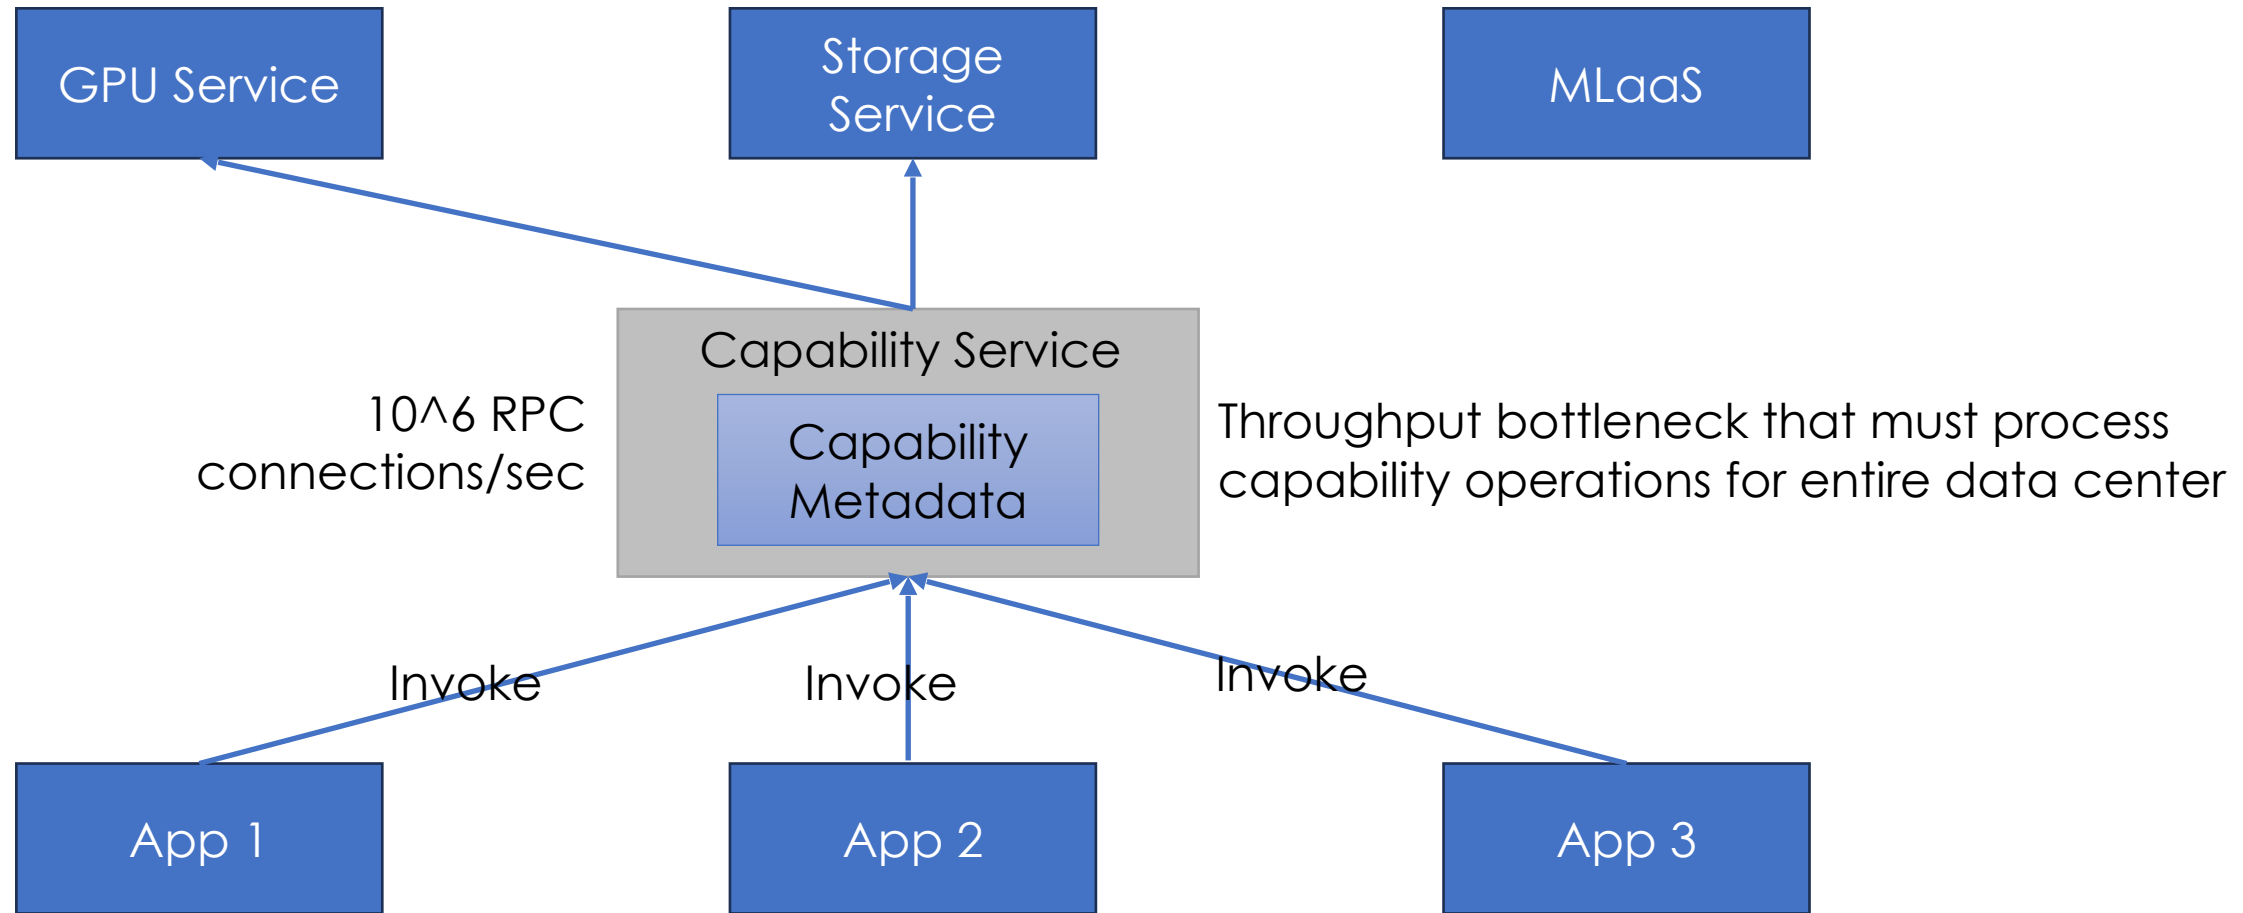 GPU Service
Storage
Service
MLaaS
Capability Service
Capability
Metadata
10^6 RPC
connections/sec
Throughput bottleneck that must process
capability operations for entire data center
Invoke
Invoke
Invoke
App 1
App 2
App 3